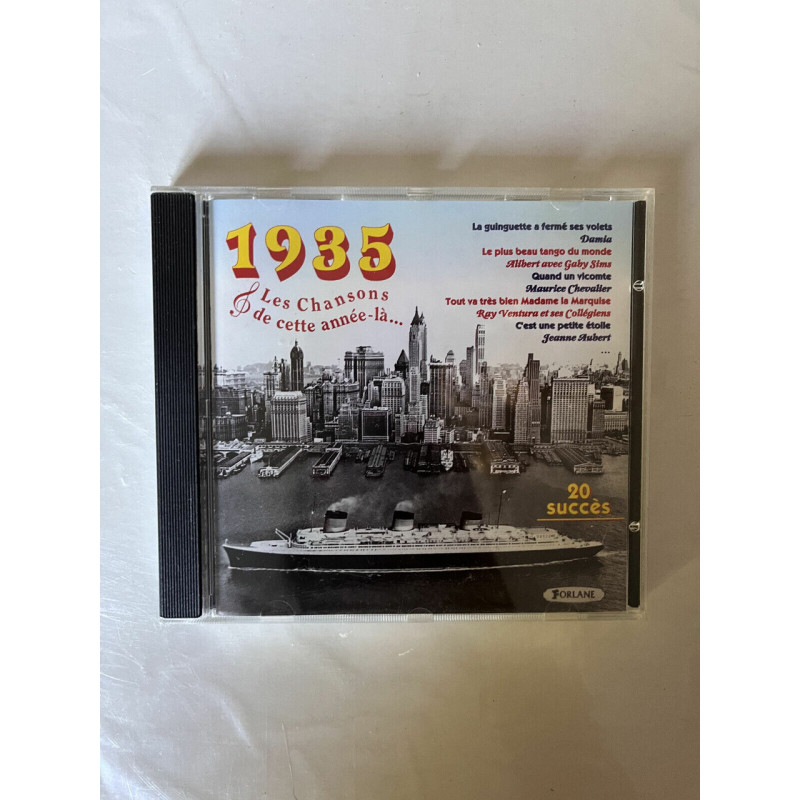 1935
Les Chansons
de cette année-là...
La guinguette a fermé ses volets
Damia
Le plus beau tango du monde
Alibert avec Gaby Sims
Quand un vicomte
Maurice Chevalier
Tout va très bien Madame la Marquise
Ray Ventura et ses Collégiens
C'est une petite étoile
Jeanne Aubert
...
20
succès
FORLANE